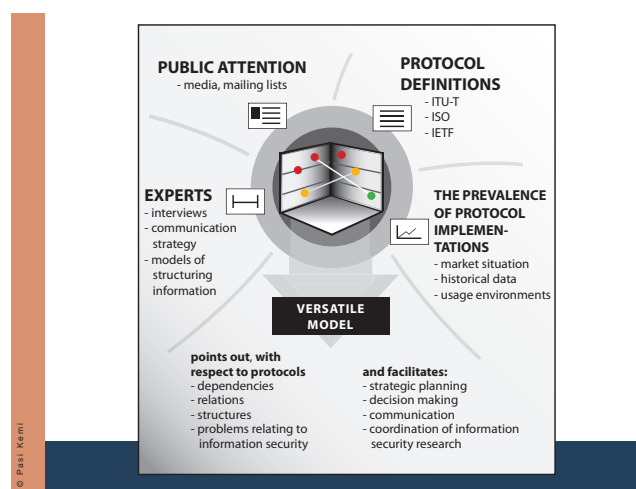 PUBLIC ATTENTION
- media, mailing lists
PROTOCOL
DEFINITIONS
- ITU-T
- ISO
- IETF
EXPERTS
- interviews
- communication
strategy
- models of
structuring
information
THE PREVALENCE
OF PROTOCOL
IMPLEMEN-
TATIONS
- market situation
- historical data
- usage environments
VERSATILE
MODEL
points out, with
respect to protocols
- dependencies
- relations
- structures
- problems relating to
information security
and facilitates:
- strategic planning
- decision making
- communication
- coordination of information
security research
© Pasi Kemi